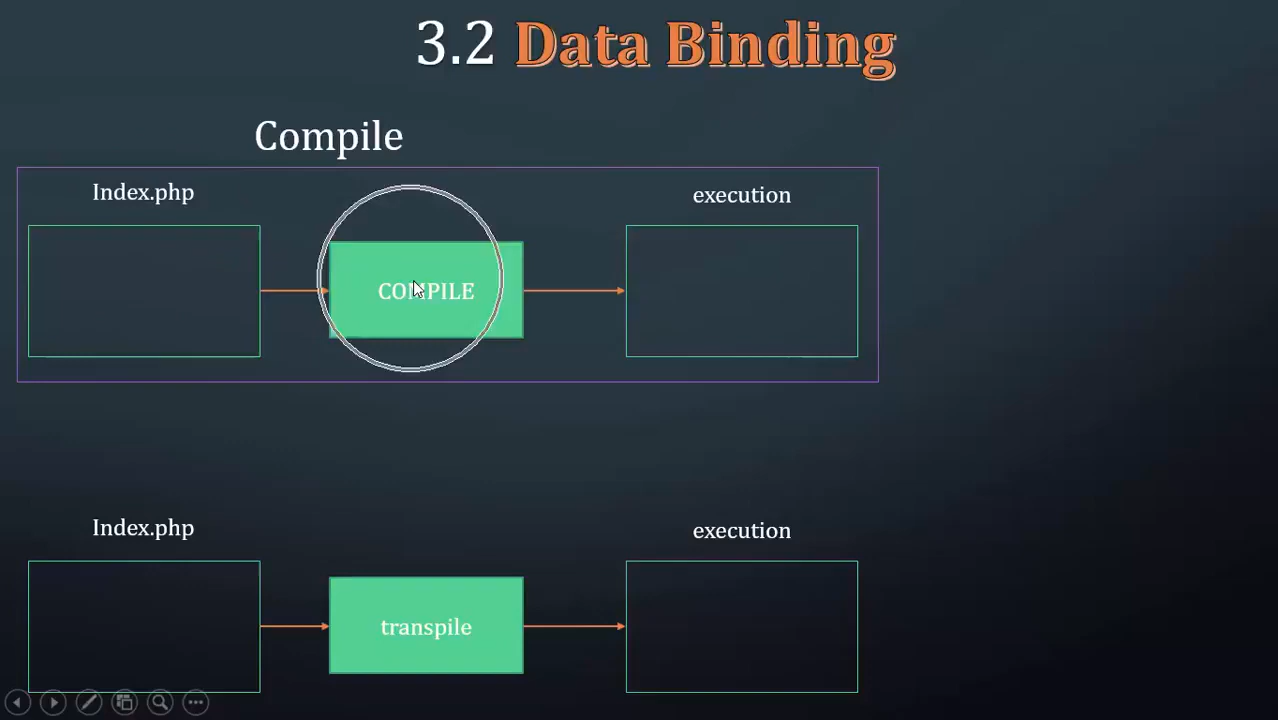 3.2 Data Binding
Compile
Index.php
execution
COMPILE
Index.php
execution
transpile